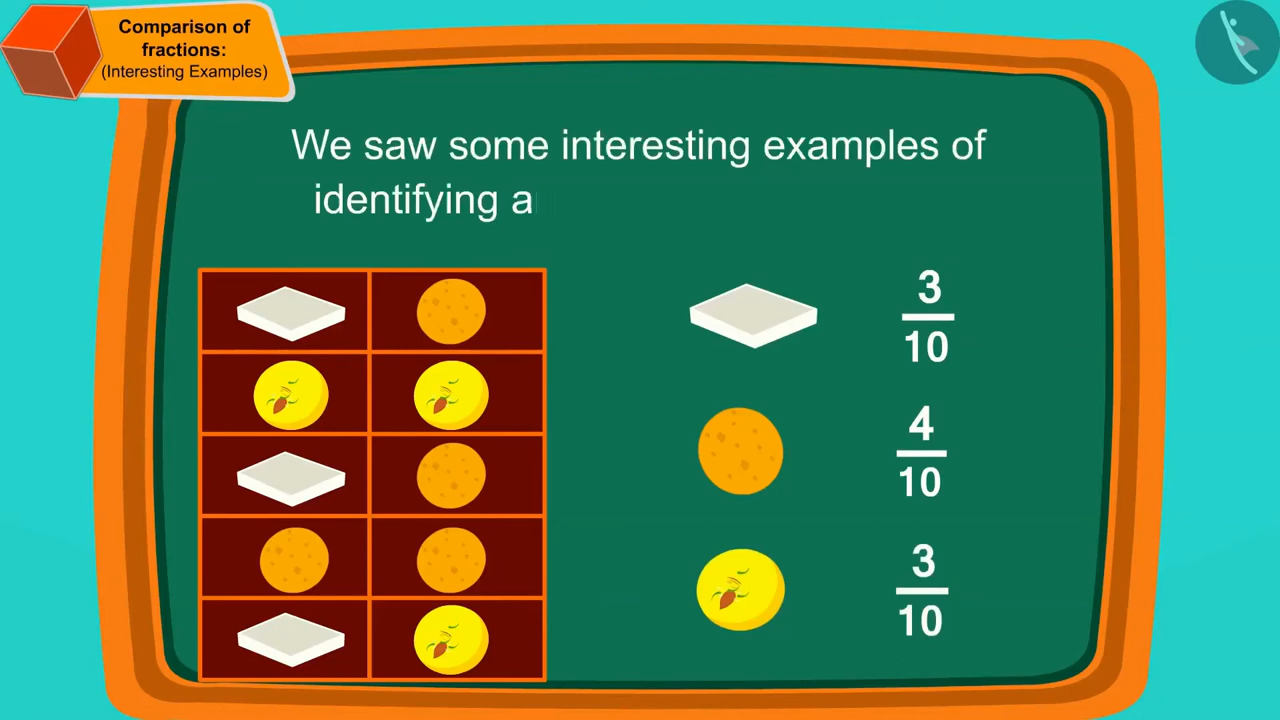 Comparison of
fractions:
(Interesting Examples)
We saw some interesting examples of
identifying a
3
10
4
10
3
10